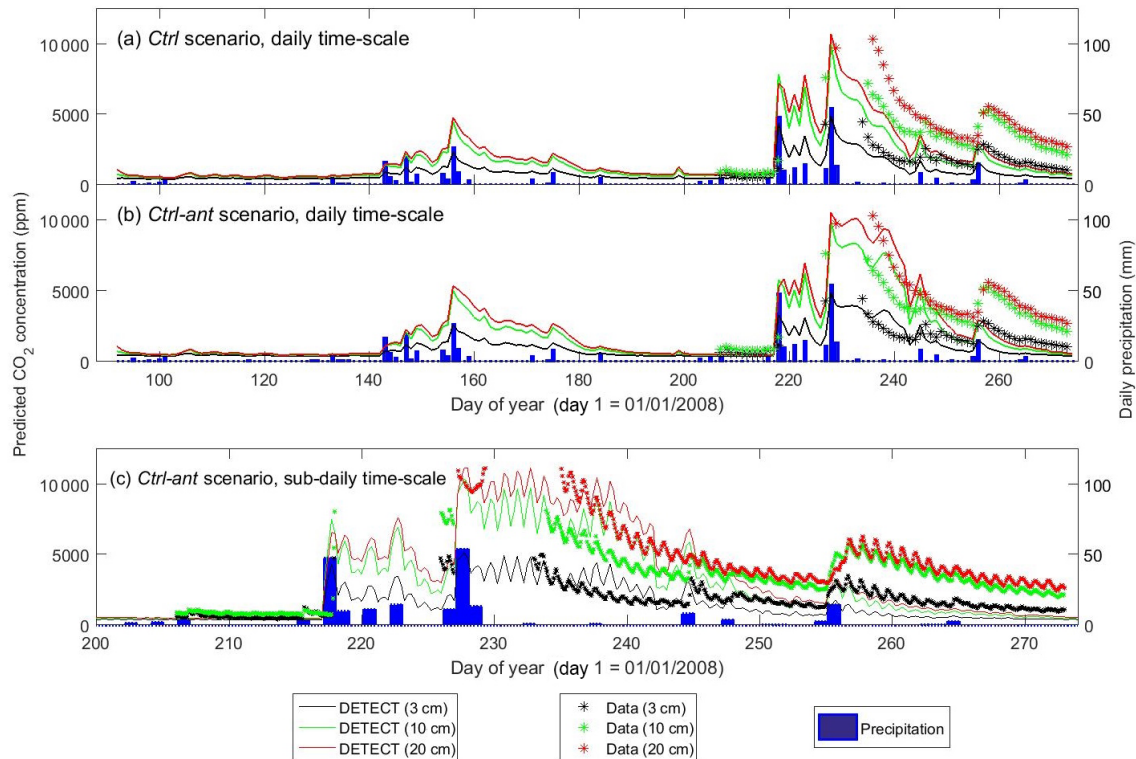 (a) Ctrl scenario, daily time-scale
10 000
5000
0
100
50
0
(b) Ctrl-ant scenario, daily time-scale
10 000
5000
0
100
50
0
100 120 140 160 180 200 220 240 260
Day of year (day 1 = 01/01/2008)
Predicted CO2 concentration (ppm)
Daily precipitation (mm)
(c) Ctrl-ant scenario, sub-daily time-scale
10 000
5000
0
100
50
0
200 210 220 230 240 250 260 270
Day of year (day 1 = 01/01/2008)
DETECT (3 cm)
DETECT (10 cm)
DETECT (20 cm)
Data (3 cm)
Data (10 cm)
Data (20 cm)
Precipitation